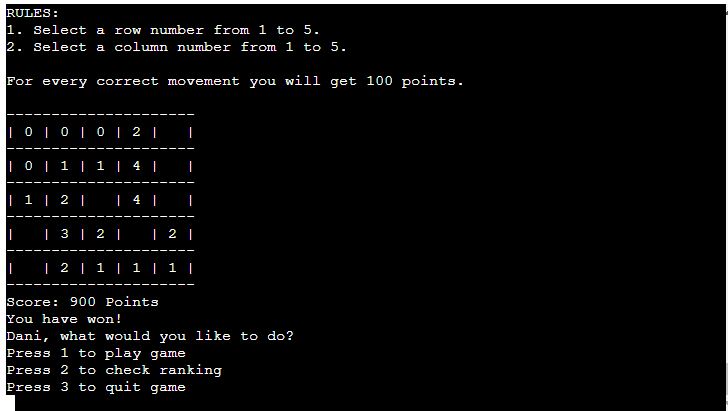 RULES:
1. Select a row number from 1 to 5.
2. Select a column number from 1 to 5.
For every correct movement you will get 100 points.
---------------------
| 0 | 0 | 0 | 2 |   |
---------------------
| 0 | 1 | 1 | 4 |   |
---------------------
| 1 | 2 |   | 4 |   |
---------------------
|   | 3 | 2 |   | 2 |
---------------------
|   | 2 | 1 | 1 | 1 |
---------------------
Score: 900 Points
You have won!
Dani, what would you like to do?
Press 1 to play game
Press 2 to check ranking
Press 3 to quit game